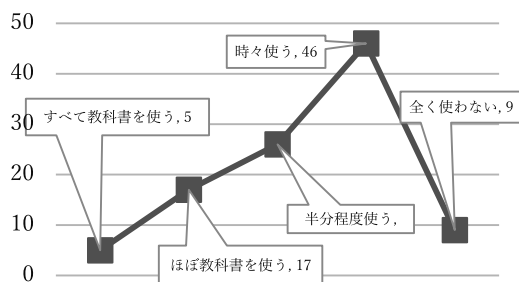 50
時々使う, 46
40
全く使わない, 9
すべて教科書を使う, 5
30
20
半分程度使う,
10
ほぼ教科書を使う, 17
0